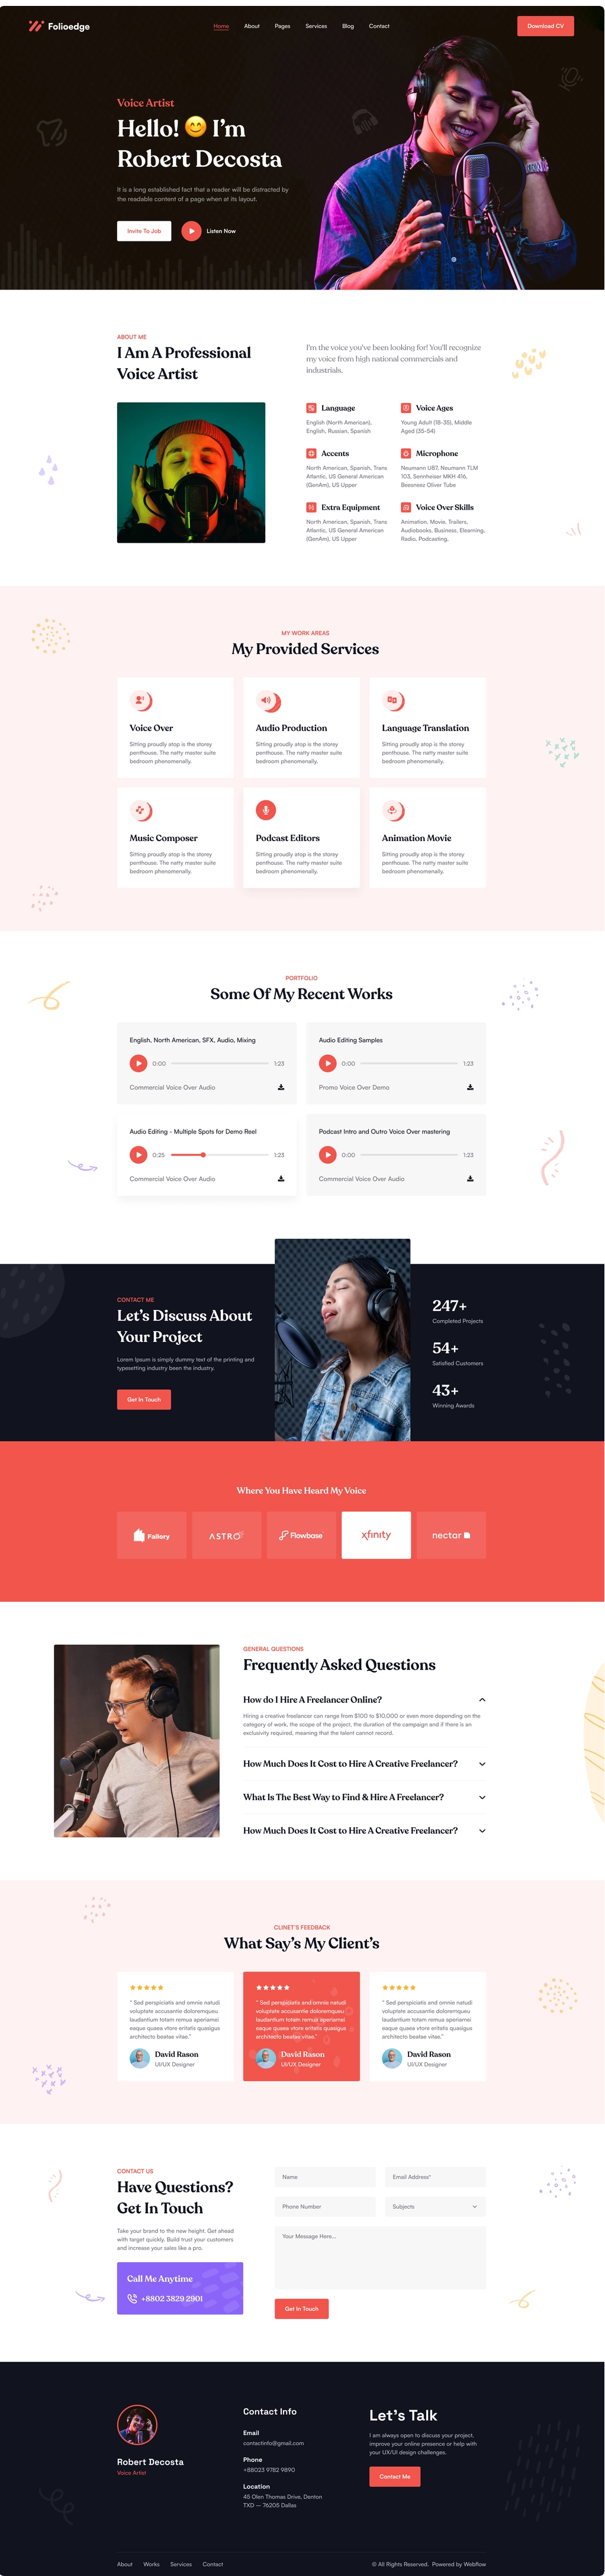 Folioedge
Home About Pages Services Blog Contact
Download CV
Voice Artist
Hello! 😊 I'm
Robert Decosta
It is a long established fact that a reader will be distracted by
the readable content of a page when at its layout.
Invite To Job
Listen Now
ABOUT ME
I Am A Professional
Voice Artist
I'm the voice you've been looking for! You'll recognize
my voice from high national commercials and
industrials.
Language
English (North American),
English, Russian, Spanish
Voice Ages
Young Adult (18-35), Middle
Aged (35-54)
Accents
North American, Spanish, Trans
Atlantic, US General American
(GenAm), US Upper
Microphone
Neumann U87, Neumann TLM
103, Sennhaiser MKH 416,
Beesneez Oliver Tube
Extra Equipment
North American, Spanish, Trans
Atlantic, US General American
(GenAm), US Upper
Voice Over Skills
Animation, Movie, Trailers,
Audiobooks, Business, Elearning,
Radio, Podcasting.
MY WORK AREAS
My Provided Services
Voice Over
Sitting proudly atop is the storey
penthouse. The natty master suite
bedroom phenomenally.
Audio Production
Sitting proudly atop is the storey
penthouse. The natty master suite
bedroom phenomenally.
Language Translation
Sitting proudly atop is the storey
penthouse. The natty master suite
bedroom phenomenally.
Music Composer
Sitting proudly atop is the storey
penthouse. The natty master suite
bedroom phenomenally.
Podcast Editors
Sitting proudly atop is the storey
penthouse. The natty master suite
bedroom phenomenally.
Animation Movie
Sitting proudly atop is the storey
penthouse. The natty master suite
bedroom phenomenally.
PORTFOLIO
Some Of My Recent Works
English, North American, SFX, Audio, Mixing
0:00 1:23
Commercial Voice Over Audio
Audio Editing Samples
0:00 1:23
Promo Voice Over Demo
Audio Editing - Multiple Spots for Demo Reel
0:25 1:23
Commercial Voice Over Audio
Podcast Intro and Outro Voice Over mastering
0:00 1:23
Commercial Voice Over Audio
CONTACT ME
Let's Discuss About
Your Project
Lorem Ipsum is simply dummy text of the printing and
typesetting industry been the industry.
Get In Touch
247+
Completed Projects
54+
Satisfied Customers
43+
Winning Awards
Where You Have Heard My Voice
Failory
ASTRO
Flowbase
xfinity
nectar
GENERAL QUESTIONS
Frequently Asked Questions
How do I Hire A Freelancer Online?
Hiring a creative freelancer can range from $100 to $10,000 or even more depending on the
category of work, the scope of the project, the duration of the campaign and if there is an
exclusivity required, meaning that the talent cannot record.
How Much Does It Cost to Hire A Creative Freelancer?
What Is The Best Way to Find & Hire A Freelancer?
How Much Does It Cost to Hire A Creative Freelancer?
CLINET'S FEEDBACK
What Say's My Client's
" Sed perspiciatis and omnie natudi
voluptate accusantie doloremqueu
laudantium totam remua aperiamei
eaque queea vtore eritatis quasigue
architecto beatae vitae."
David Rason
UI/UX Designer
" Sed perspiciatis and omnie natudi
voluptate accusantie doloremqueu
laudantium totam remua aperiamei
eaque queea vtore eritatis quasigue
architecto beatae vitae."
David Rason
UI/UX Designer
" Sed perspiciatis and omnie natudi
voluptate accusantie doloremqueu
laudantium totam remua aperiamei
eaque queea vtore eritatis quasigue
architecto beatae vitae."
David Rason
UI/UX Designer
CONTACT US
Have Questions?
Get In Touch
Take your brand to the new height. Get ahead
with target quickly. Build trust your customers
and increase your sales like a pro.
Call Me Anytime
+8802 3829 2901
Name
Email Address*
Phone Number
Subjects
Your Message Here...
Get In Touch
Robert Decosta
Voice Artist
Contact Info
Email
contactinfo@gmail.com
Phone
+88023 9782 9890
Location
45 Olen Thomas Drive, Denton
TXD — 76205 Dallas
Let's Talk
I am always open to discuss your project,
improve your online presence or help with
your UX/UI design challenges.
Contact Me
About Works Services Contact
© All Rights Reserved. Powered by Webflow